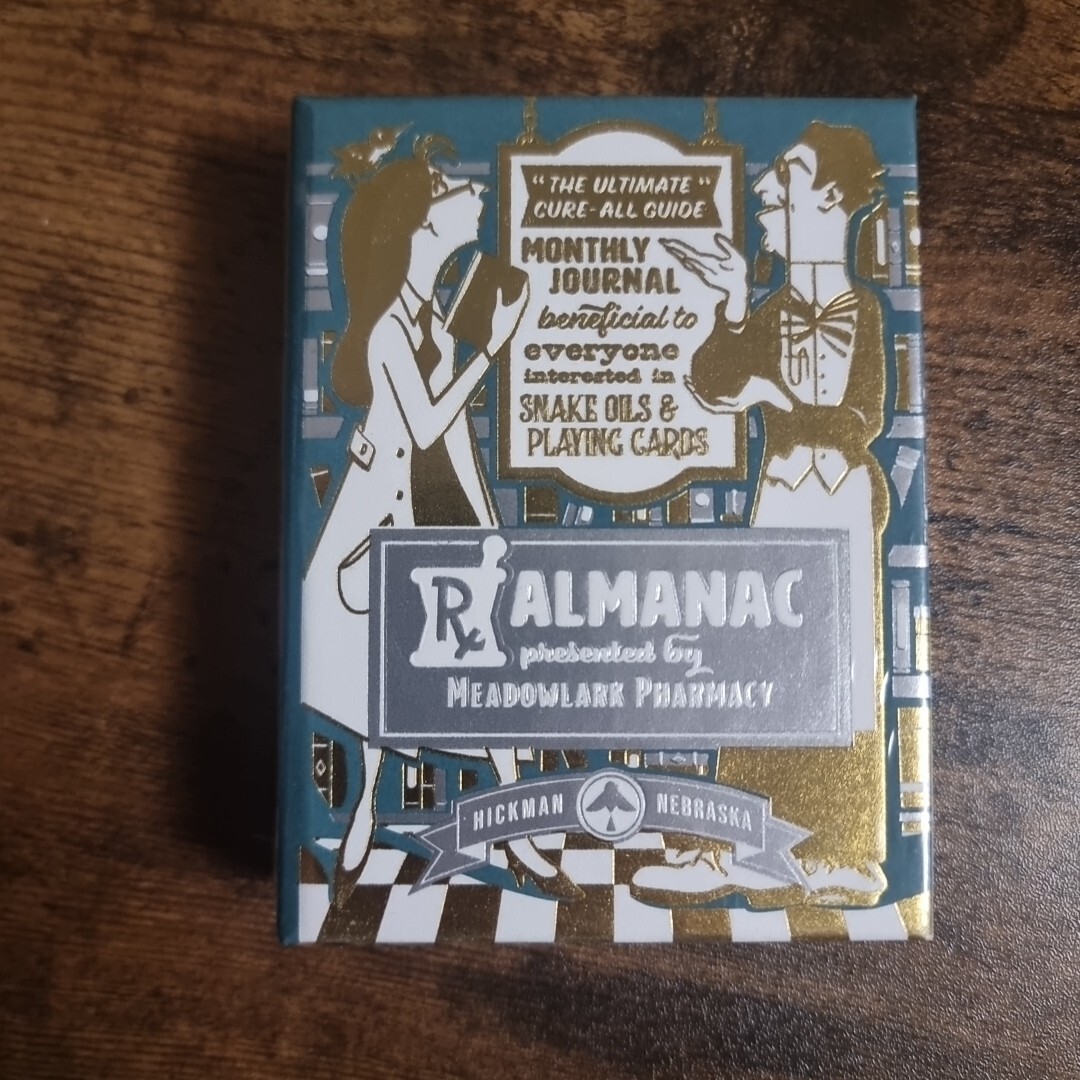 "THE ULTIMATE"
CURE-ALL GUIDE
MONTHLY
JOURNAL
beneficial to
everyone
interested in
SNAKE OILS &
PLAYING CARDS
Rx ALMANAC
presented by
MEADOWLARK PHARMACY
HICKMAN NEBRASKA